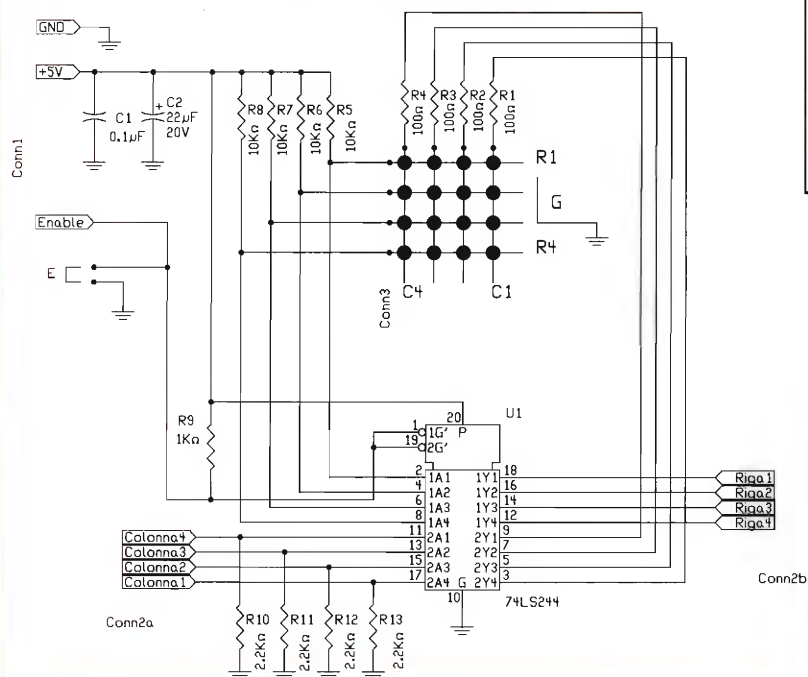 GND
+5V
Conn1
C1
0.1µF
+ C2
22µF
20V
R8
10KΩ
R7
10KΩ
R6
10KΩ
R5
10KΩ
R4
100Ω
R3
100Ω
R2
100Ω
R1
100Ω
R1
G
R4
C4
C1
Conn3
Enable
E
R9
1KΩ
U1
20
P
1
1G'
19
2G'
2 1A1 1Y1 18
4 1A2 1Y2 16
6 1A3 1Y3 14
8 1A4 1Y4 12
11 2A1 2Y1 9
13 2A2 2Y2 7
15 2A3 2Y3 5
17 2A4 G 2Y4 3
10
74LS244
Riga1
Riga2
Riga3
Riga4
Conn2b
Colonna4
Colonna3
Colonna2
Colonna1
Conn2a
R10
2.2KΩ
R11
2.2KΩ
R12
2.2KΩ
R13
2.2KΩ